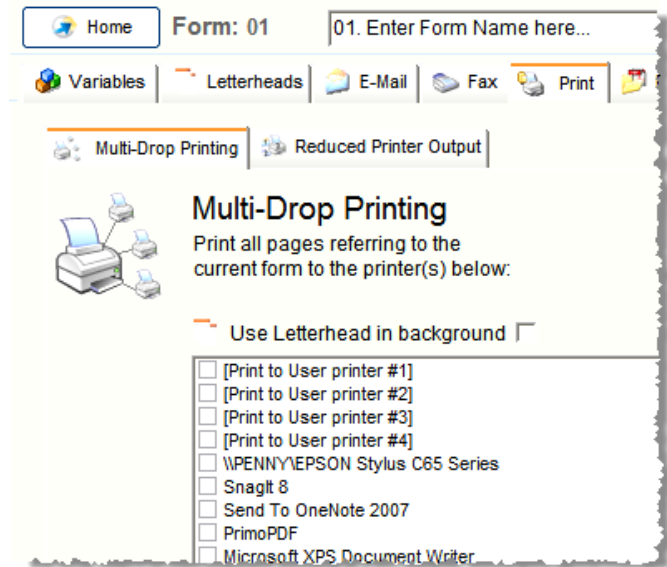 Home Form: 01 01. Enter Form Name here...
Variables Letterheads E-Mail Fax Print
Multi-Drop Printing Reduced Printer Output
Multi-Drop Printing
Print all pages referring to the
current form to the printer(s) below:
Use Letterhead in background
[Print to User printer #1]
[Print to User printer #2]
[Print to User printer #3]
[Print to User printer #4]
\\PENNY\EPSON Stylus C65 Series
SnagIt 8
Send To OneNote 2007
PrimoPDF
Microsoft XPS Document Writer